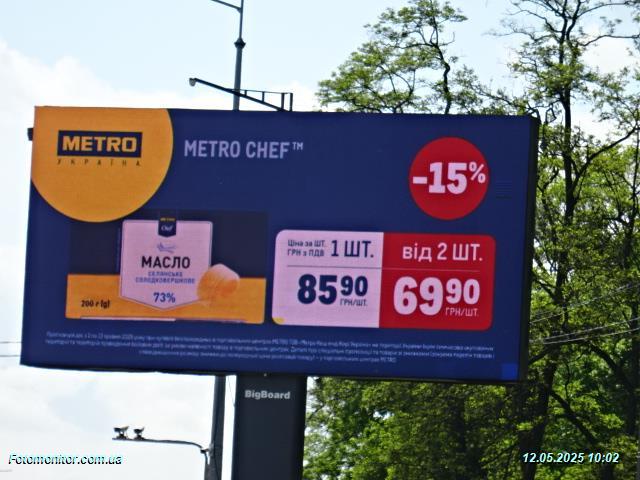 METRO
УКРАЇНА
METRO CHEF™
-15%
METRO
Chef
МАСЛО
СЕЛЯНСЬКЕ
СОЛОДКОВЕРШКОВЕ
73%
200 г (g)
Ціна за ШТ.
ГРН з ПДВ
1 ШТ.
85 90
ГРН/ШТ.
від 2 ШТ.
69 90
ГРН/ШТ.
BigBoard
Fotomonitor.com.ua
12.05.2025 10:02